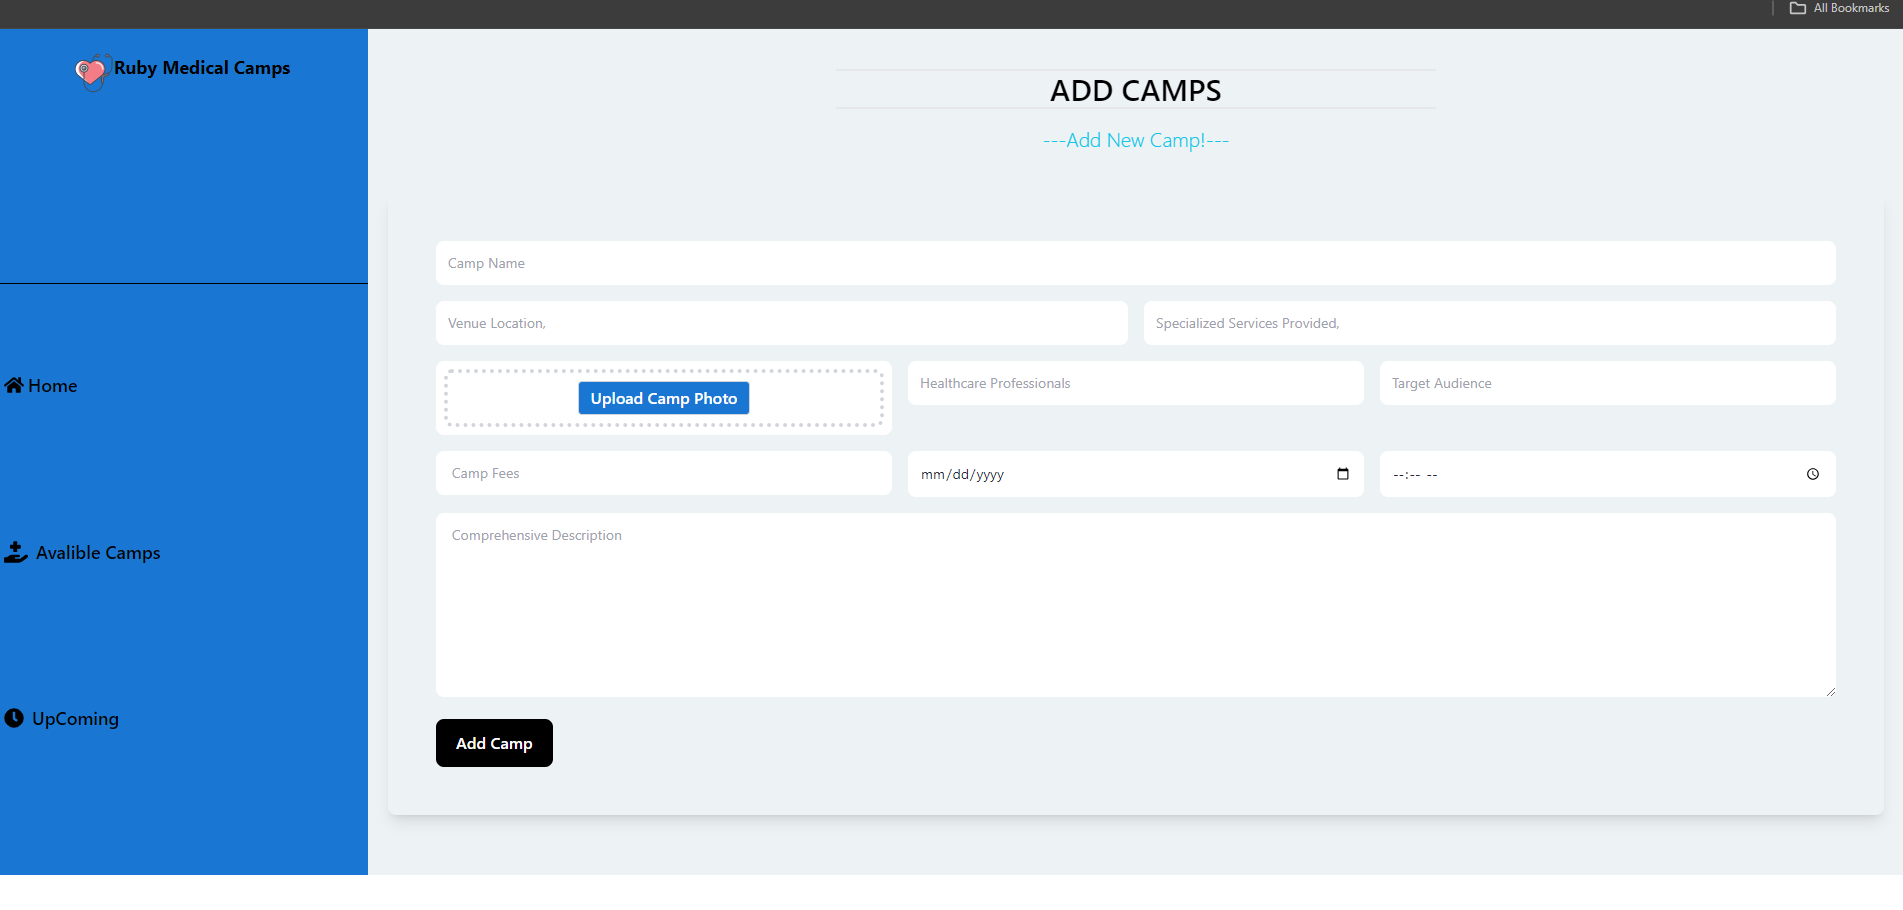 All Bookmarks
Ruby Medical Camps
Home
Avalible Camps
UpComing
ADD CAMPS
---Add New Camp!---
Camp Name
Venue Location,
Specialized Services Provided,
Upload Camp Photo
Healthcare Professionals
Target Audience
Camp Fees
mm/dd/yyyy
--:-- --
Comprehensive Description
Add Camp